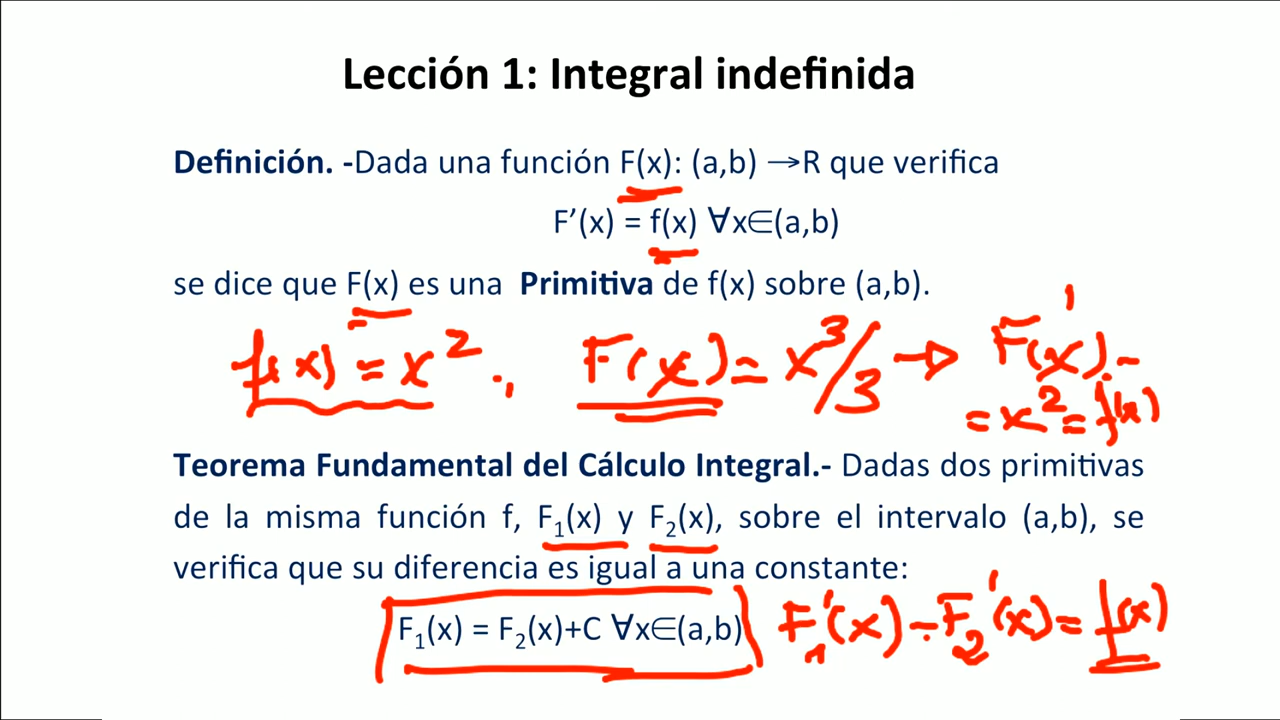 Lección 1: Integral indefinida
Definición. -Dada una función F(x): (a,b) →R que verifica
F’(x) = f(x) ∀x∈(a,b)
se dice que F(x) es una Primitiva de f(x) sobre (a,b).
f(x) = x² ., F(x) = x³/3 → F'(x) =
= x² = f(x)
Teorema Fundamental del Cálculo Integral.- Dadas dos primitivas
de la misma función f, F₁(x) y F₂(x), sobre el intervalo (a,b), se
verifica que su diferencia es igual a una constante:
F₁(x) = F₂(x)+C ∀x∈(a,b) F₁'(x) = F₂'(x) = f(x)